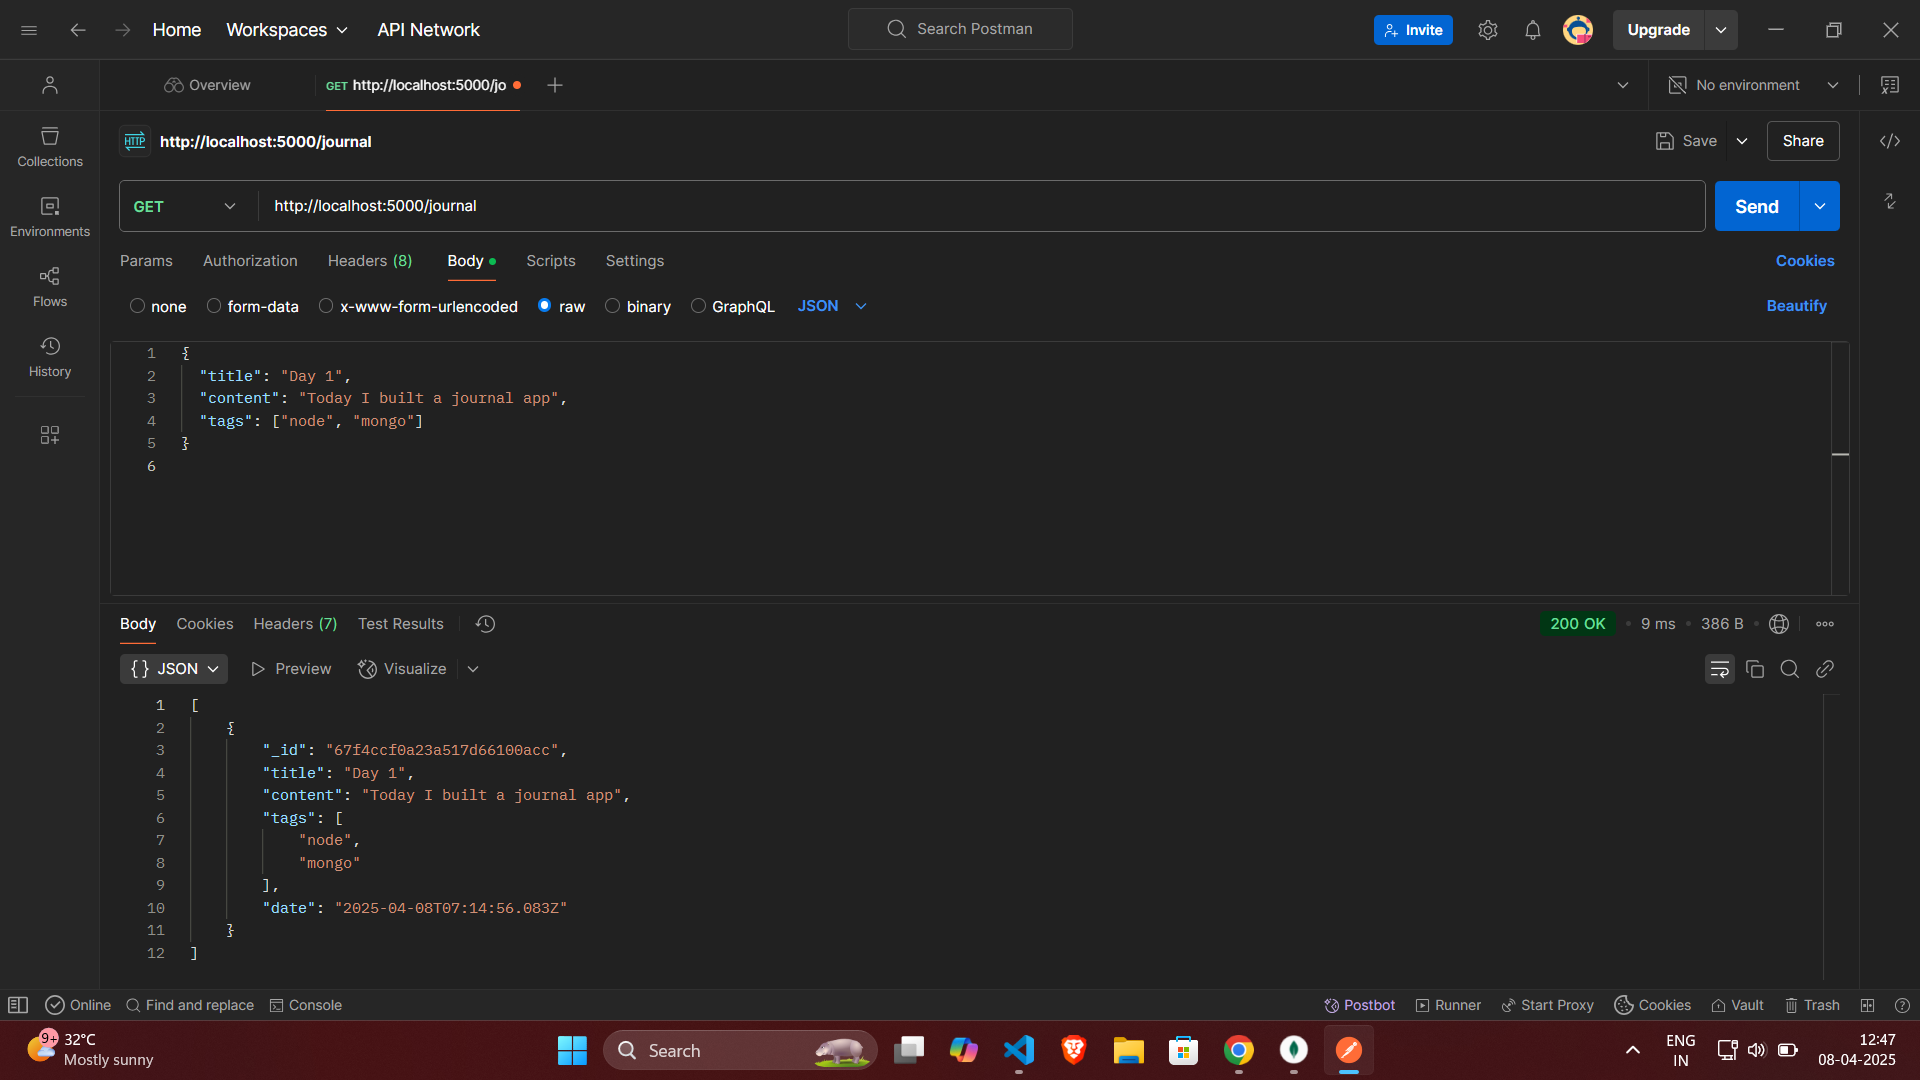 Home Workspaces API Network Search Postman Invite Upgrade
Overview GET http://localhost:5000/jo No environment
HTTP http://localhost:5000/journal Save Share
Collections
GET http://localhost:5000/journal Send
Environments
Params Authorization Headers (8) Body Scripts Settings Cookies
Flows
none form-data x-www-form-urlencoded raw binary GraphQL JSON Beautify
History
1 {
2 "title": "Day 1",
3 "content": "Today I built a journal app",
4 "tags": ["node", "mongo"]
5 }
6
Body Cookies Headers (7) Test Results 200 OK 9 ms 386 B
{} JSON Preview Visualize
1 [
2 {
3 "_id": "67f4ccf0a23a517d66100acc",
4 "title": "Day 1",
5 "content": "Today I built a journal app",
6 "tags": [
7 "node",
8 "mongo"
9 ],
10 "date": "2025-04-08T07:14:56.083Z"
11 }
12 ]
Online Find and replace Console Postbot Runner Start Proxy Cookies Vault Trash
9+ 32°C
Mostly sunny
Search
ENG
IN
12:47
08-04-2025